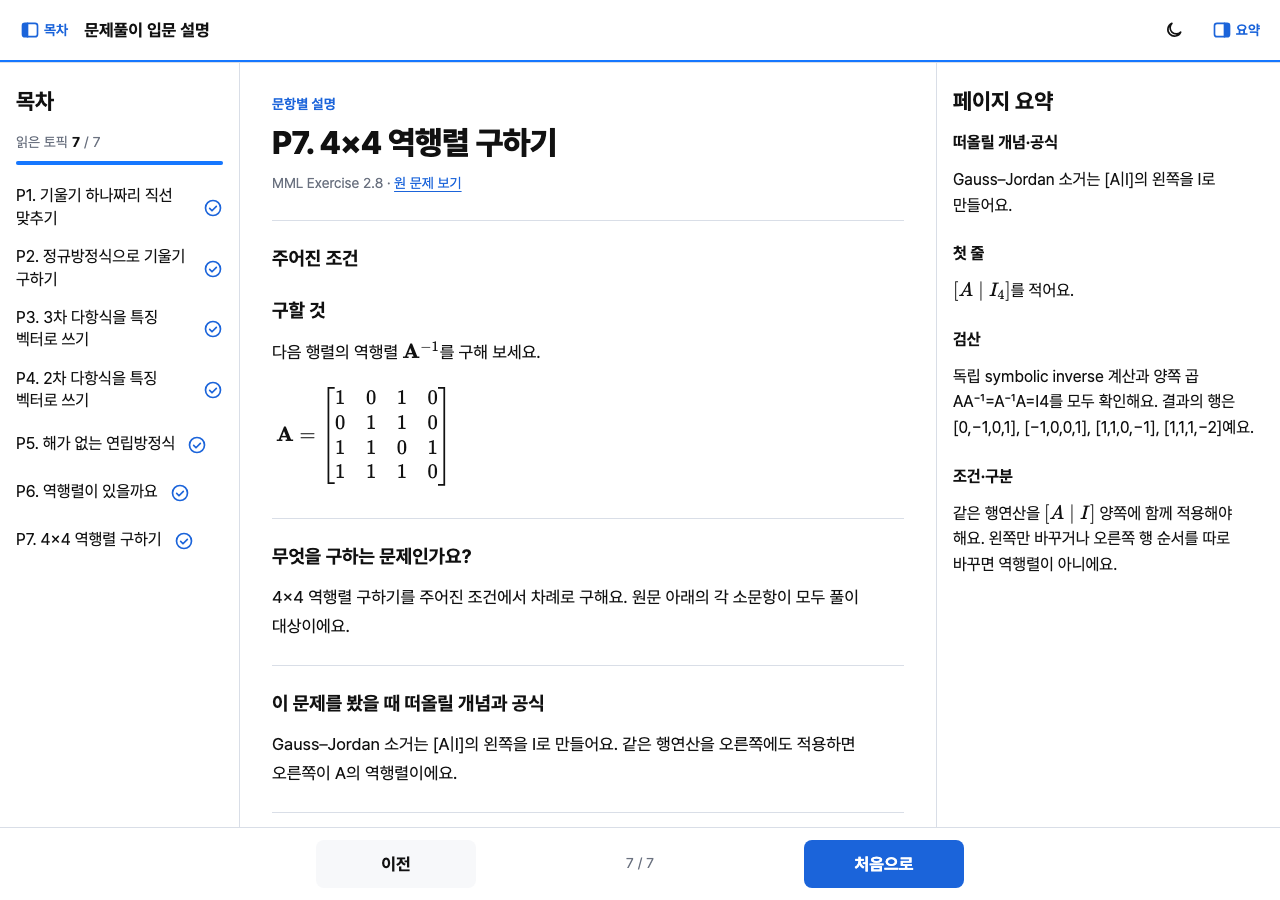 목차
문제풀이 입문 설명
요약
목차
읽은 토픽 7 / 7
P1. 기울기 하나짜리 직선
맞추기
P2. 정규방정식으로 기울기
구하기
P3. 3차 다항식을 특징
벡터로 쓰기
P4. 2차 다항식을 특징
벡터로 쓰기
P5. 해가 없는 연립방정식
P6. 역행렬이 있을까요
P7. 4×4 역행렬 구하기
문항별 설명
P7. 4×4 역행렬 구하기
MML Exercise 2.8 · 원 문제 보기
주어진 조건
구할 것
다음 행렬의 역행렬 A⁻¹를 구해 보세요.
A = [1 0 1 0
0 1 1 0
1 1 0 1
1 1 1 0]
무엇을 구하는 문제인가요?
4×4 역행렬 구하기를 주어진 조건에서 차례로 구해요. 원문 아래의 각 소문항이 모두 풀이
대상이에요.
이 문제를 봤을 때 떠올릴 개념과 공식
Gauss–Jordan 소거는 [A|I]의 왼쪽을 I로 만들어요. 같은 행연산을 오른쪽에도 적용하면
오른쪽이 A의 역행렬이에요.
페이지 요약
떠올릴 개념·공식
Gauss–Jordan 소거는 [A|I]의 왼쪽을 I로
만들어요.
첫 줄
[A | I₄]를 적어요.
검산
독립 symbolic inverse 계산과 양쪽 곱
AA⁻¹=A⁻¹A=I4를 모두 확인해요. 결과의 행은
[0,−1,0,1], [−1,0,0,1], [1,1,0,−1], [1,1,1,−2]예요.
조건·구분
같은 행연산을 [A | I] 양쪽에 함께 적용해야
해요. 왼쪽만 바꾸거나 오른쪽 행 순서를 따로
바꾸면 역행렬이 아니에요.
이전
7 / 7
처음으로